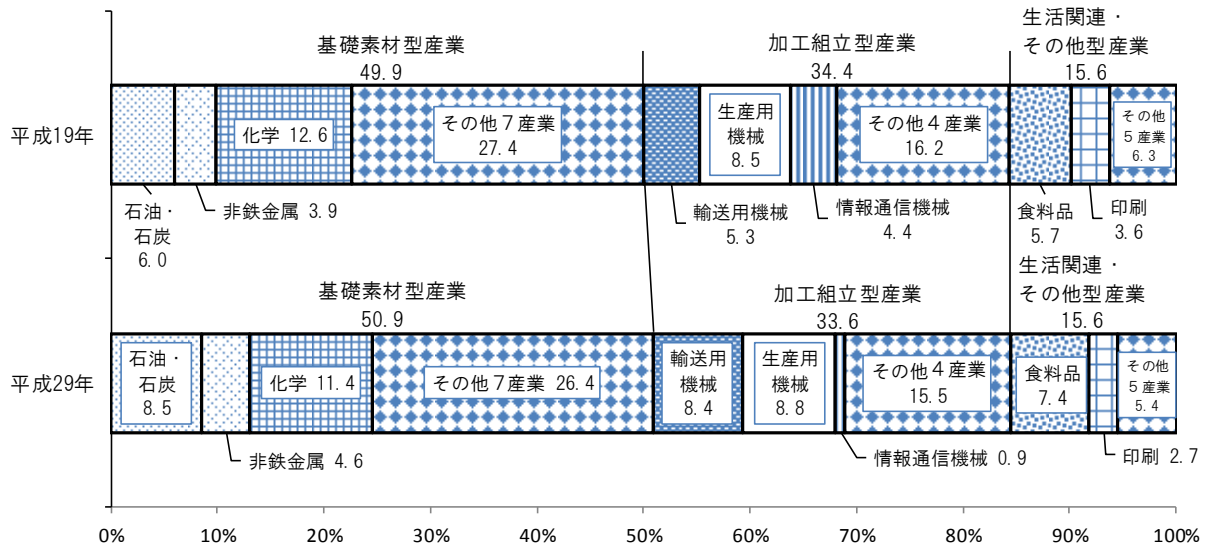 生活関連・
基礎素材型産業
加工組立型産業
その他型産業
49.9
34.4
15.6
平成19年
化学 12.6
その他7産業
27.4
生産用
機械
8.5
その他4産業
16.2
その他
5産業
6.3
石油・
石炭
6.0
非鉄金属 3.9
輸送用機械
5.3
情報通信機械
4.4
食料品
5.7
印刷
3.6
生活関連・
基礎素材型産業
加工組立型産業
その他型産業
50.9
33.6
15.6
平成29年
石油・
石炭
8.5
化学 11.4
その他7産業 26.4
輸送用
機械
8.4
生産用
機械
8.8
その他4産業
15.5
食料品
7.4
その他
5産業
5.4
非鉄金属 4.6
情報通信機械 0.9
印刷 2.7
0% 10% 20% 30% 40% 50% 60% 70% 80% 90% 100%